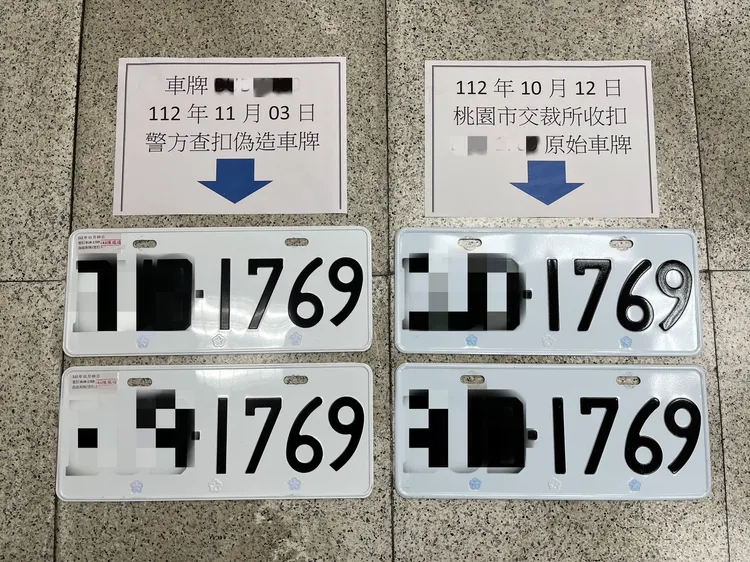 車牌
112 年 11 月 03 日
警方查扣偽造車牌
112 年 10 月 12 日
桃園市交裁所收扣
原始車牌
1769
1769
1769
1769